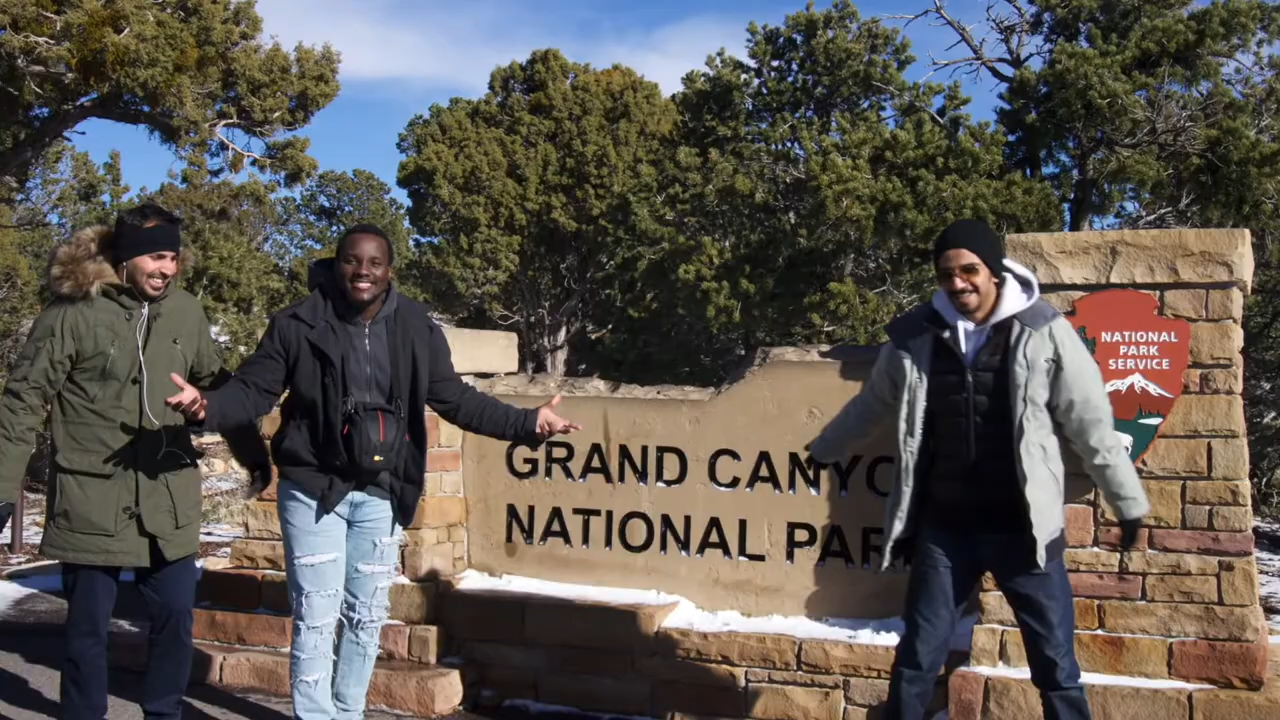 GRAND CANYO
NATIONAL PAR
NATIONAL
PARK
SERVICE